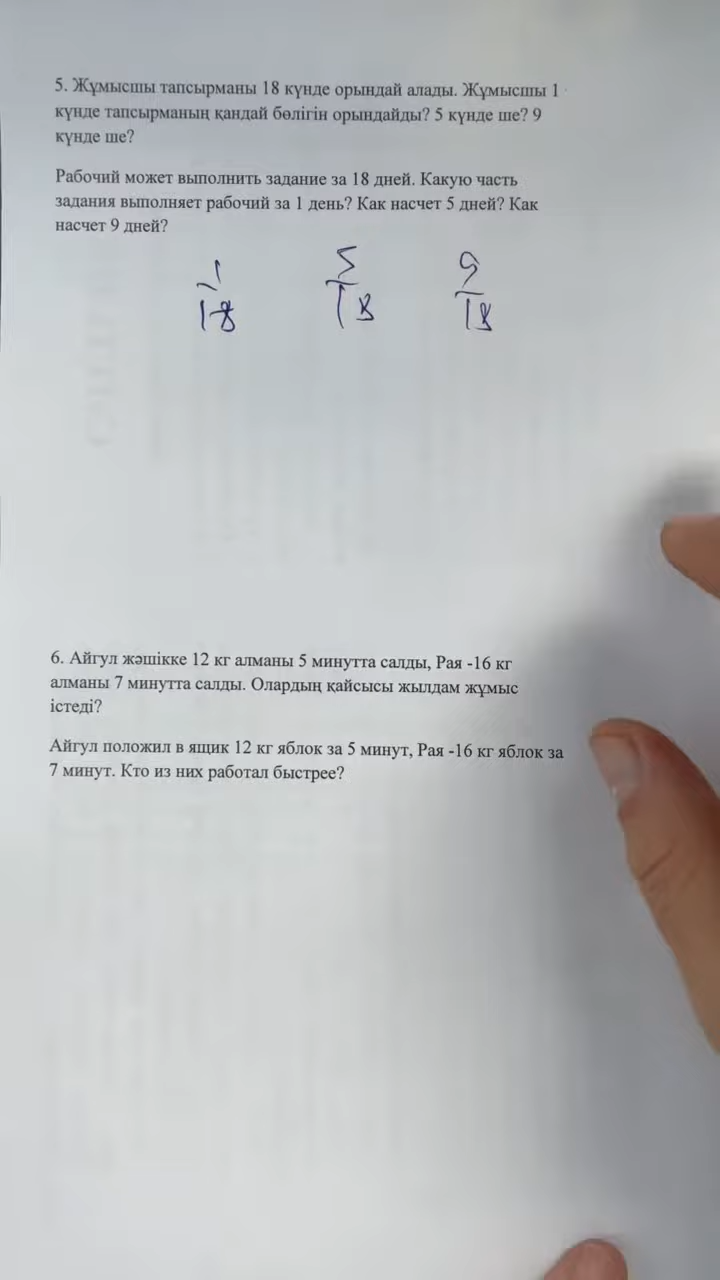 5. Жұмысшы тапсырманы 18 күнде орындай алады. Жұмысшы 1
күнде тапсырманың қандай бөлігін орындайды? 5 күнде ше? 9
күнде ше?
Рабочий может выполнить задание за 18 дней. Какую часть
задания выполняет рабочий за 1 день? Как насчет 5 дней? Как
насчет 9 дней?
1 5 9
18 18 18
6. Айгул жәшікке 12 кг алманы 5 минутта салды, Рая -16 кг
алманы 7 минутта салды. Олардың қайсысы жылдам жұмыс
істеді?
Айгул положил в ящик 12 кг яблок за 5 минут, Рая -16 кг яблок за
7 минут. Кто из них работал быстрее?